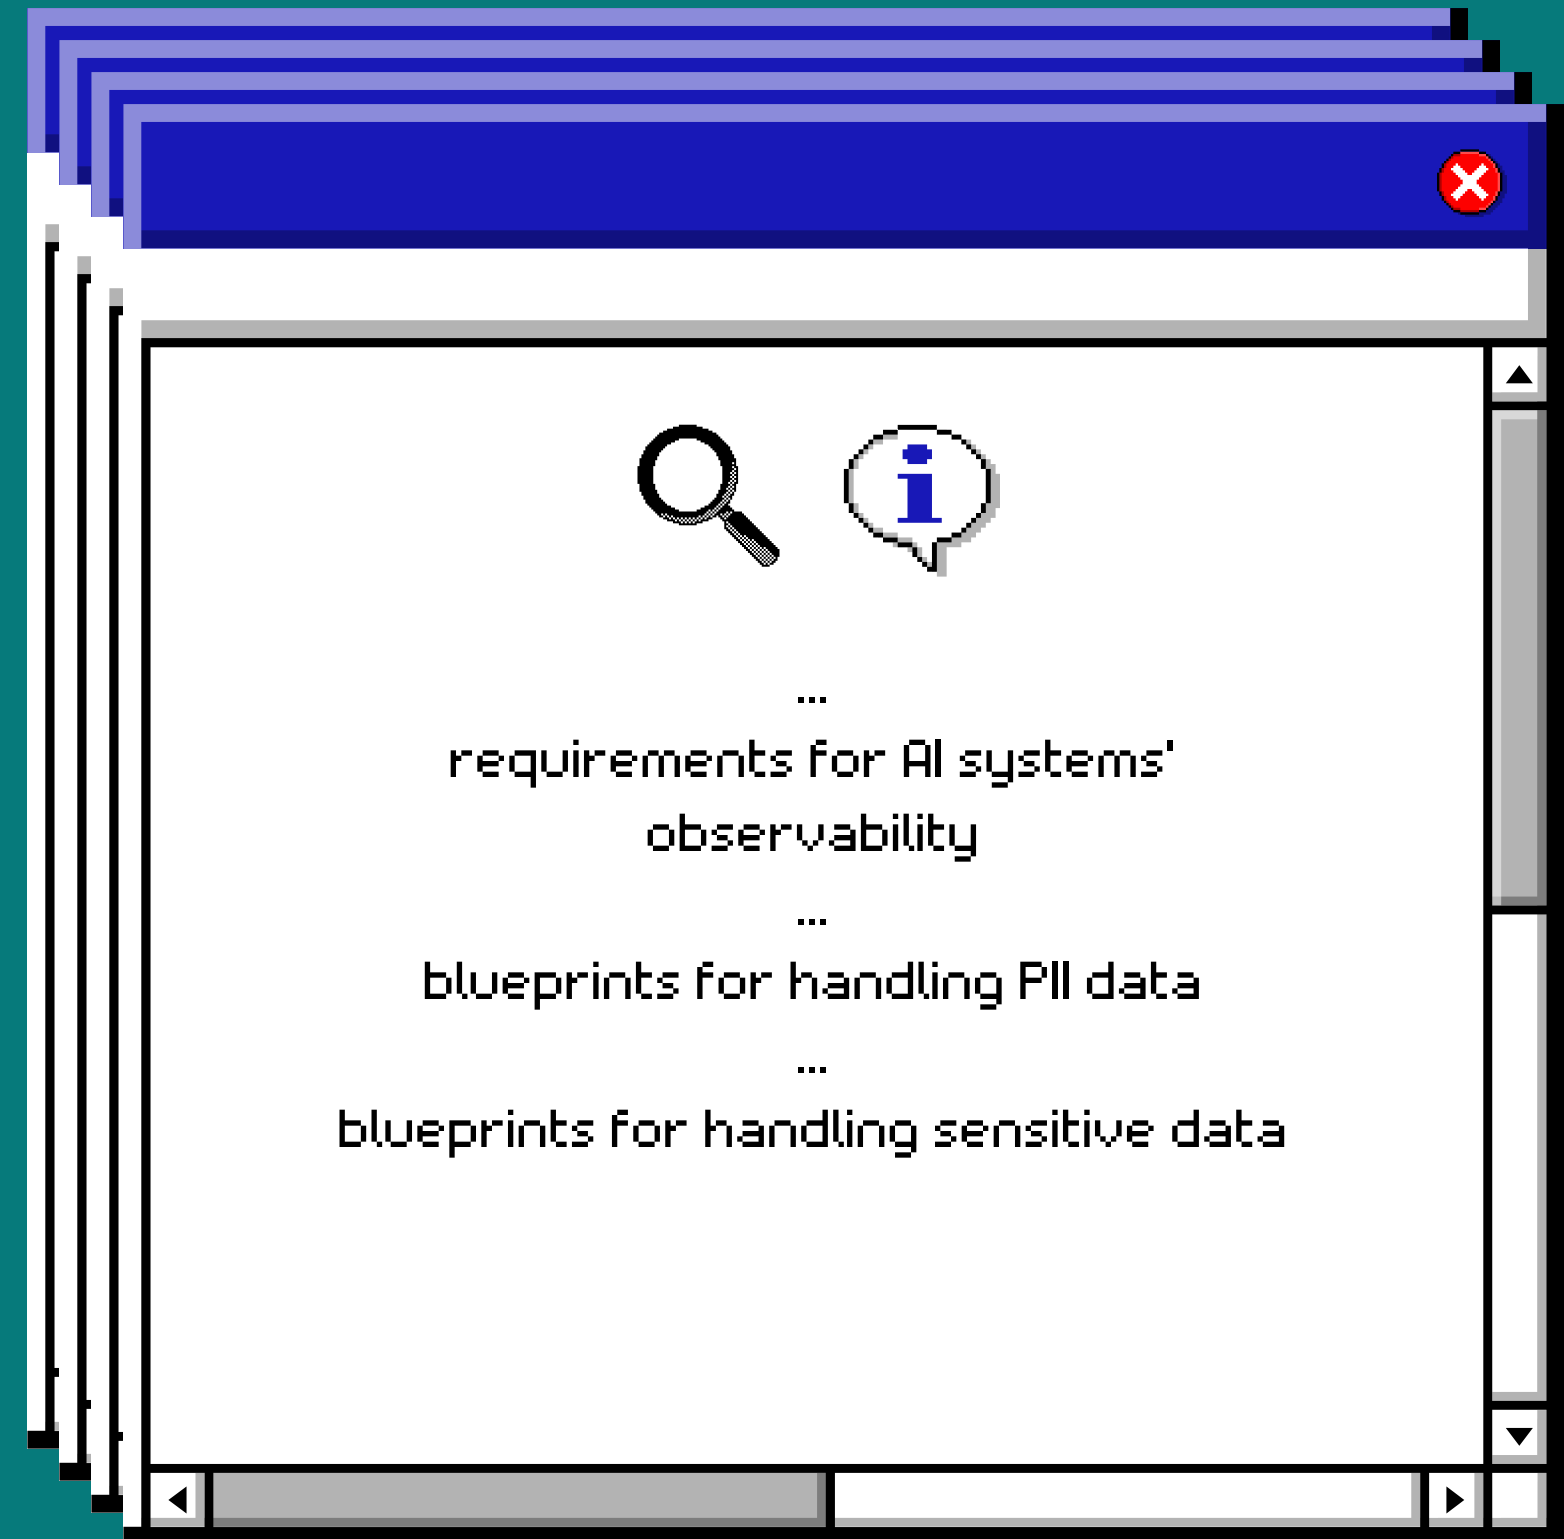 i
...
requirements for AI systems'
observability
...
blueprints for handling PII data
...
blueprints for handling sensitive data